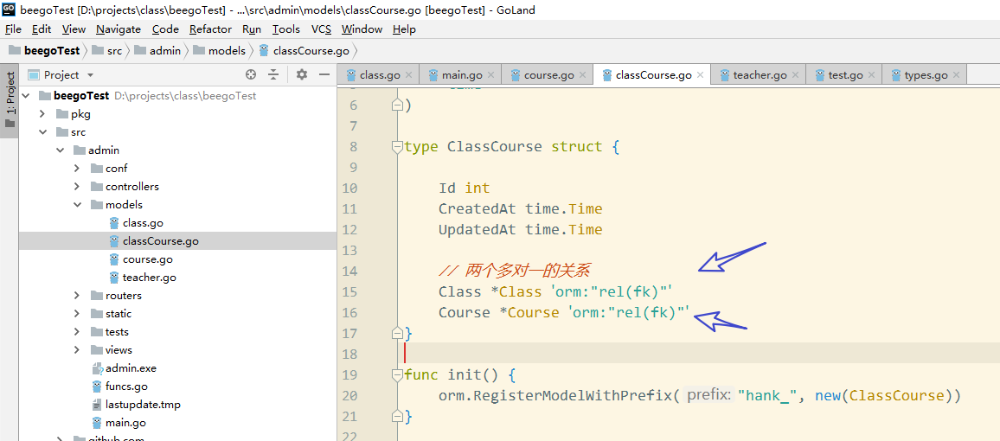 beegoTest [D:\projects\class\beegoTest] - ...\src\admin\models\classCourse.go [beegoTest] - GoLand
File Edit View Navigate Code Refactor Run Tools VCS Window Help
beegoTest src admin models classCourse.go
1: Project
Project
beegoTest D:\projects\class\beegoTest
pkg
src
admin
conf
controllers
models
class.go
classCourse.go
course.go
teacher.go
routers
static
tests
views
admin.exe
funcs.go
lastupdate.tmp
main.go
class.go main.go course.go classCourse.go teacher.go test.go types.go
6 )
7
8 type ClassCourse struct {
9
10 Id int
11 CreatedAt time.Time
12 UpdatedAt time.Time
13
14 // 两个多对一的关系
15 Class *Class 'orm:"rel(fk)"'
16 Course *Course 'orm:"rel(fk)"'
17 }
18
19 func init() {
20 orm.RegisterModelWithPrefix( prefix: "hank_", new(ClassCourse))
21 }
22